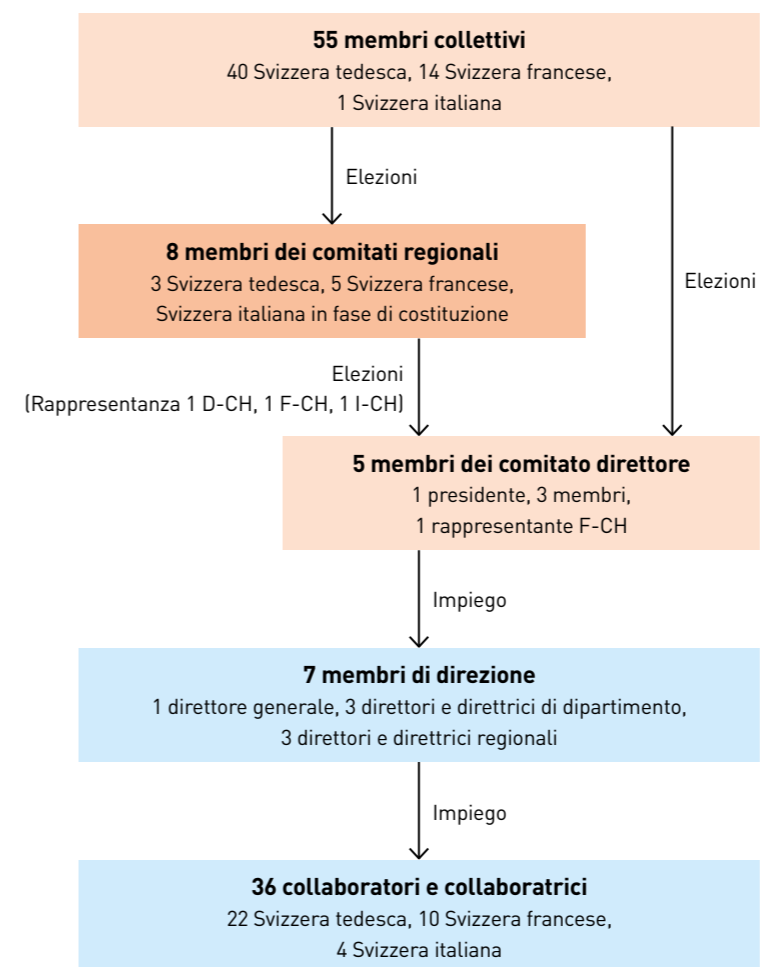 55 membri collettivi
40 Svizzera tedesca, 14 Svizzera francese,
1 Svizzera italiana
Elezioni
8 membri dei comitati regionali
3 Svizzera tedesca, 5 Svizzera francese,
Svizzera italiana in fase di costituzione
Elezioni
Elezioni
(Rappresentanza 1 D-CH, 1 F-CH, 1 I-CH)
5 membri dei comitato direttore
1 presidente, 3 membri,
1 rappresentante F-CH
Impiego
7 membri di direzione
1 direttore generale, 3 direttori e direttrici di dipartimento,
3 direttori e direttrici regionali
Impiego
36 collaboratori e collaboratrici
22 Svizzera tedesca, 10 Svizzera francese,
4 Svizzera italiana